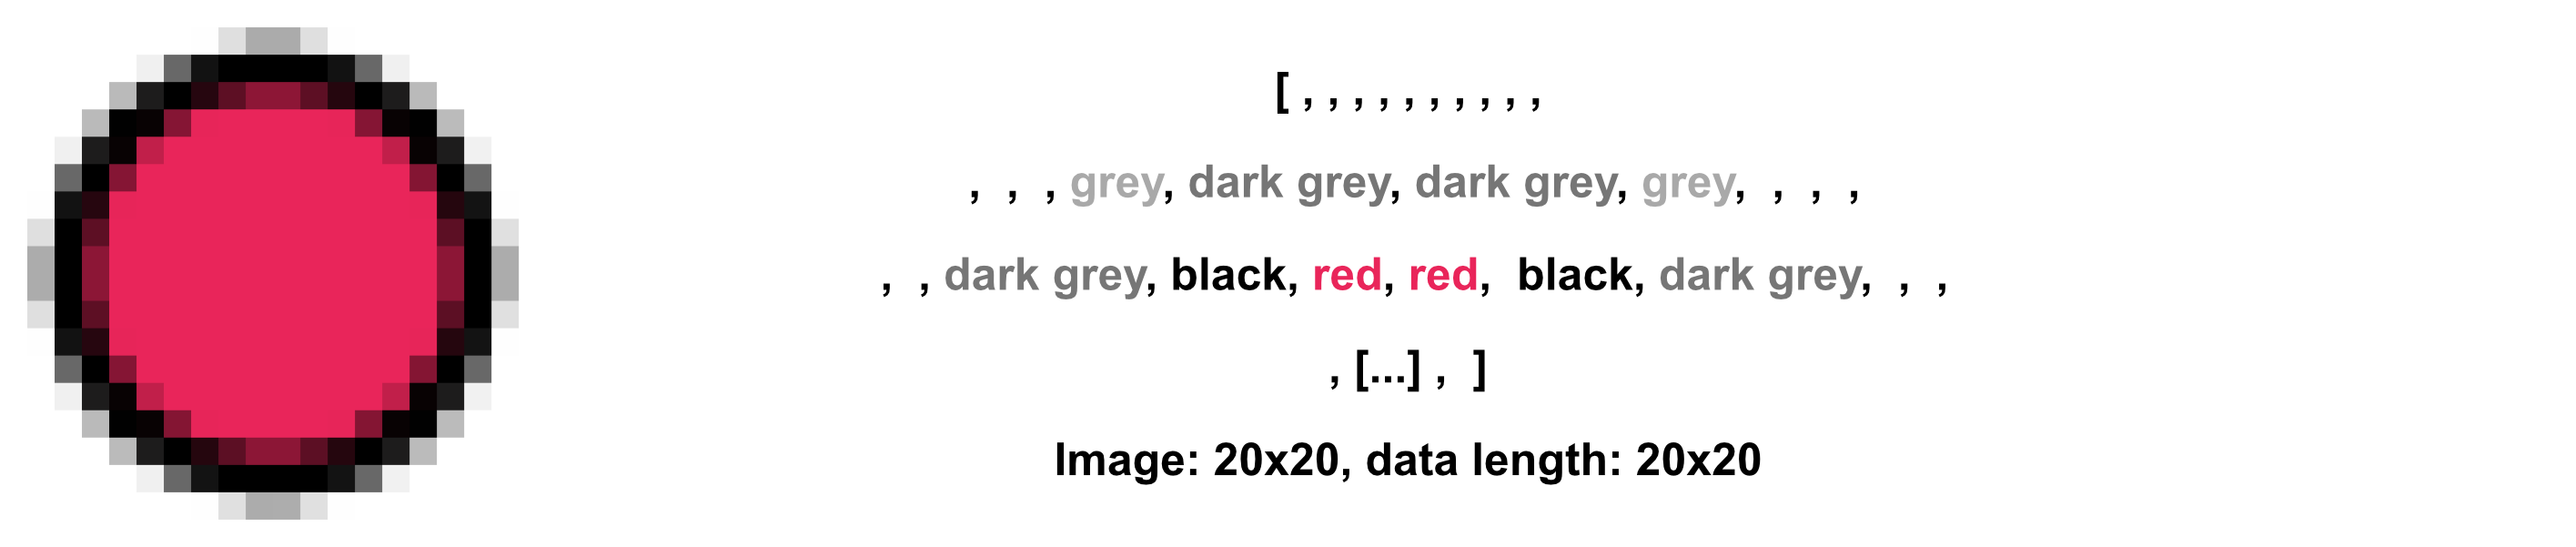 [ , , , , , , , , , ,
, , , grey, dark grey, dark grey, grey, , , ,
, , dark grey, black, red, red, black, dark grey, , ,
, [...] , ]
Image: 20x20, data length: 20x20